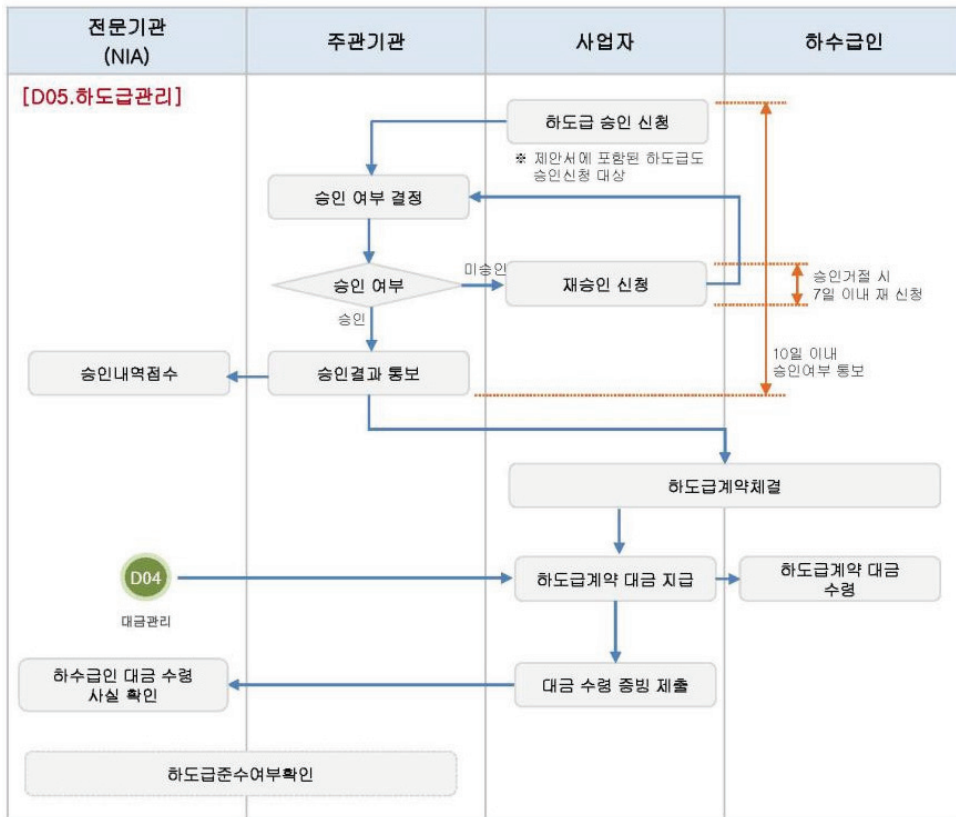 전문기관
(NIA)
주관기관
사업자
하수급인
[D05.하도급관리]
하도급 승인 신청
※ 제안서에 포함된 하도급도
승인신청 대상
승인 여부 결정
승인 여부
미승인
재승인 신청
승인거절 시
7일 이내 재 신청
승인
10일 이내
승인여부 통보
승인내역접수
승인결과 통보
하도급계약체결
D04
대금관리
하도급계약 대금 지급
하도급계약 대금
수령
하수급인 대금 수령
사실 확인
대금 수령 증빙 제출
하도급준수여부확인